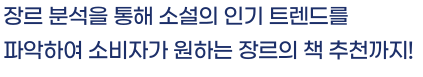 장르 분석을 통해 소설의 인기 트렌드를
파악하여 소비자가 원하는 장르의 책 추천까지!